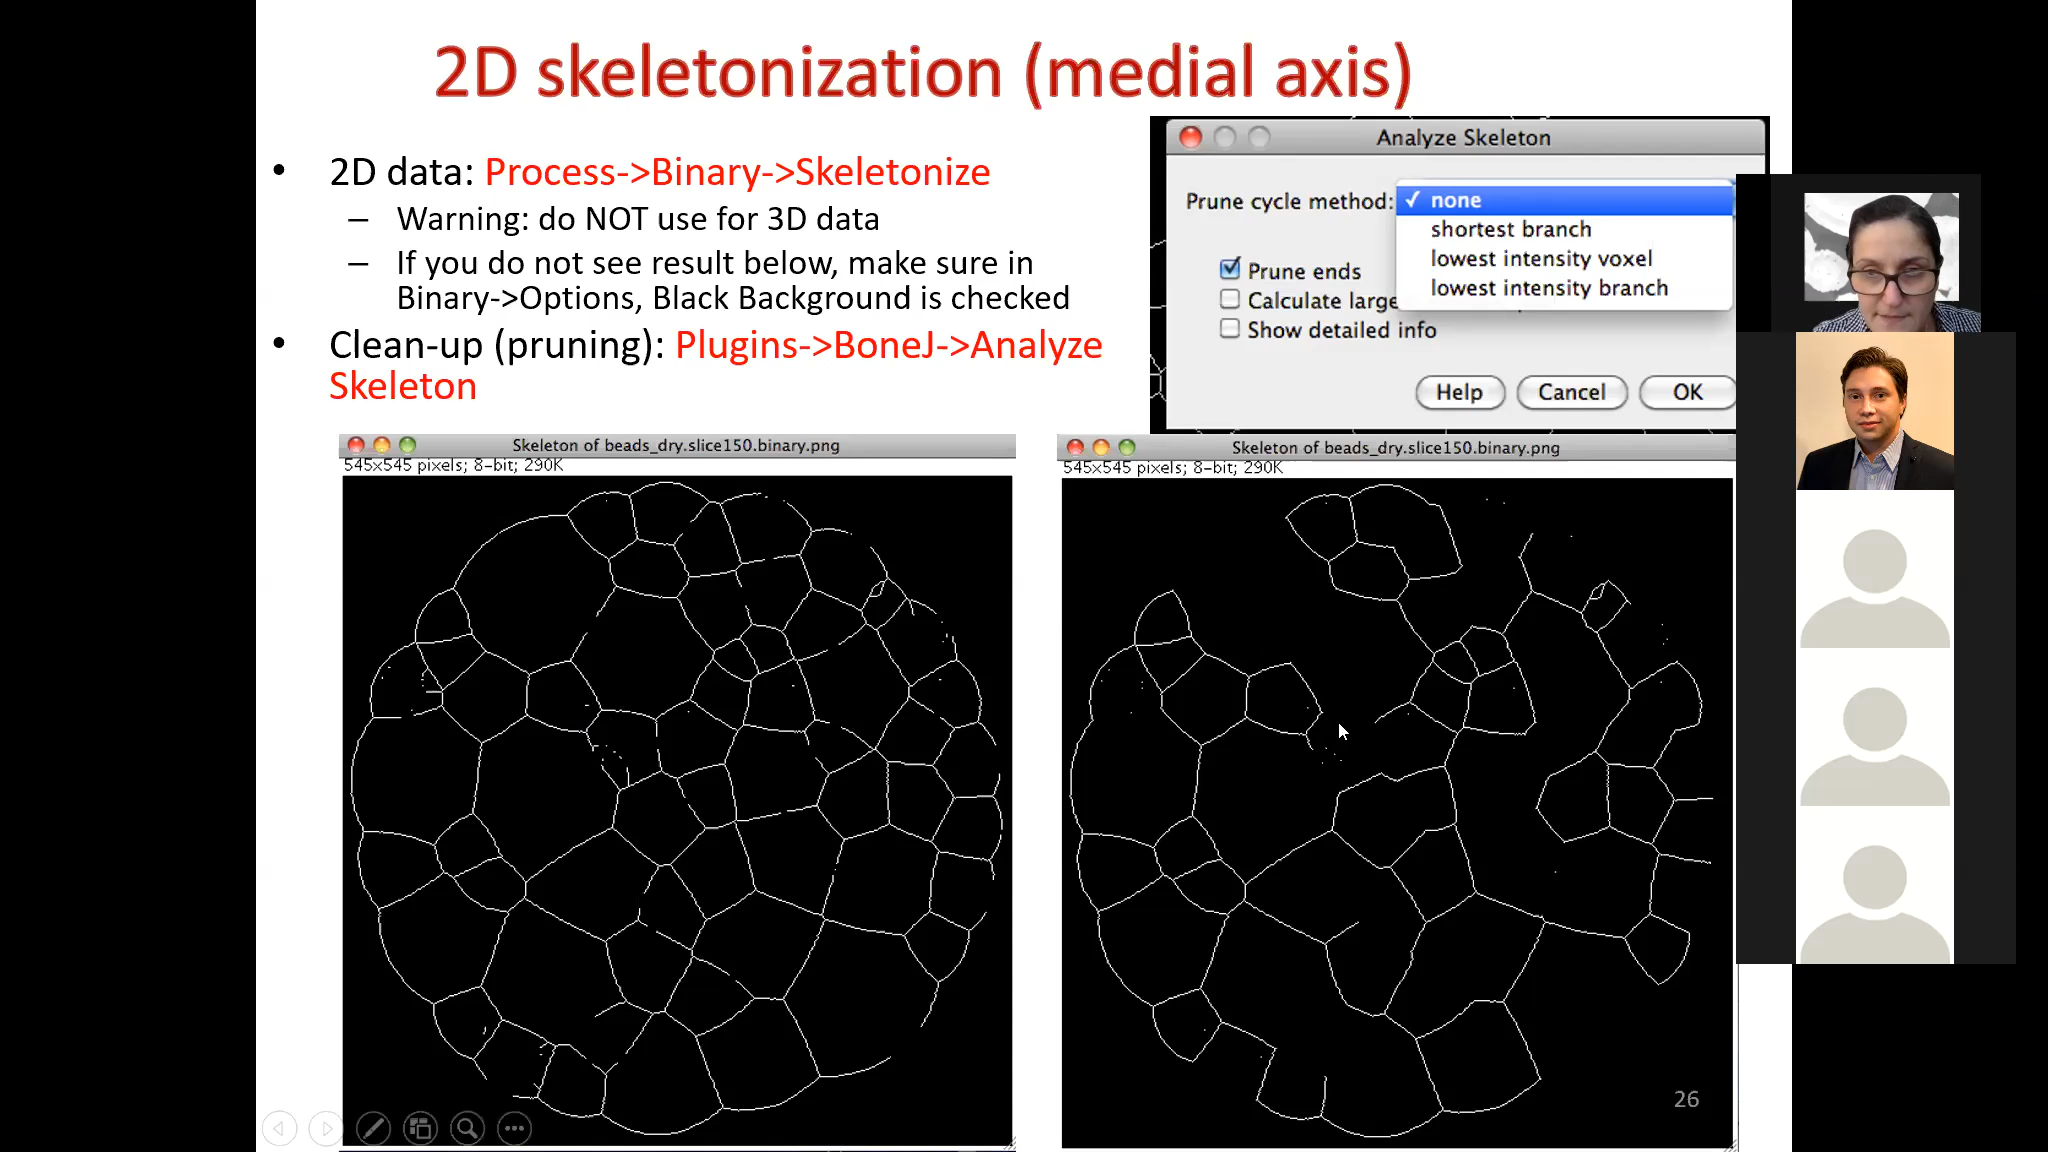 2D skeletonization (medial axis)
• 2D data: Process->Binary->Skeletonize
– Warning: do NOT use for 3D data
– If you do not see result below, make sure in
Binary->Options, Black Background is checked
• Clean-up (pruning): Plugins->BoneJ->Analyze
Skeleton
Analyze Skeleton
Prune cycle method: ✓ none
shortest branch
lowest intensity voxel
lowest intensity branch
Prune ends
Calculate large
Show detailed info
Help Cancel OK
Skeleton of beads_dry.slice150.binary.png
545x545 pixels; 8-bit; 290K
Skeleton of beads_dry.slice150.binary.png
545x545 pixels; 8-bit; 290K
26